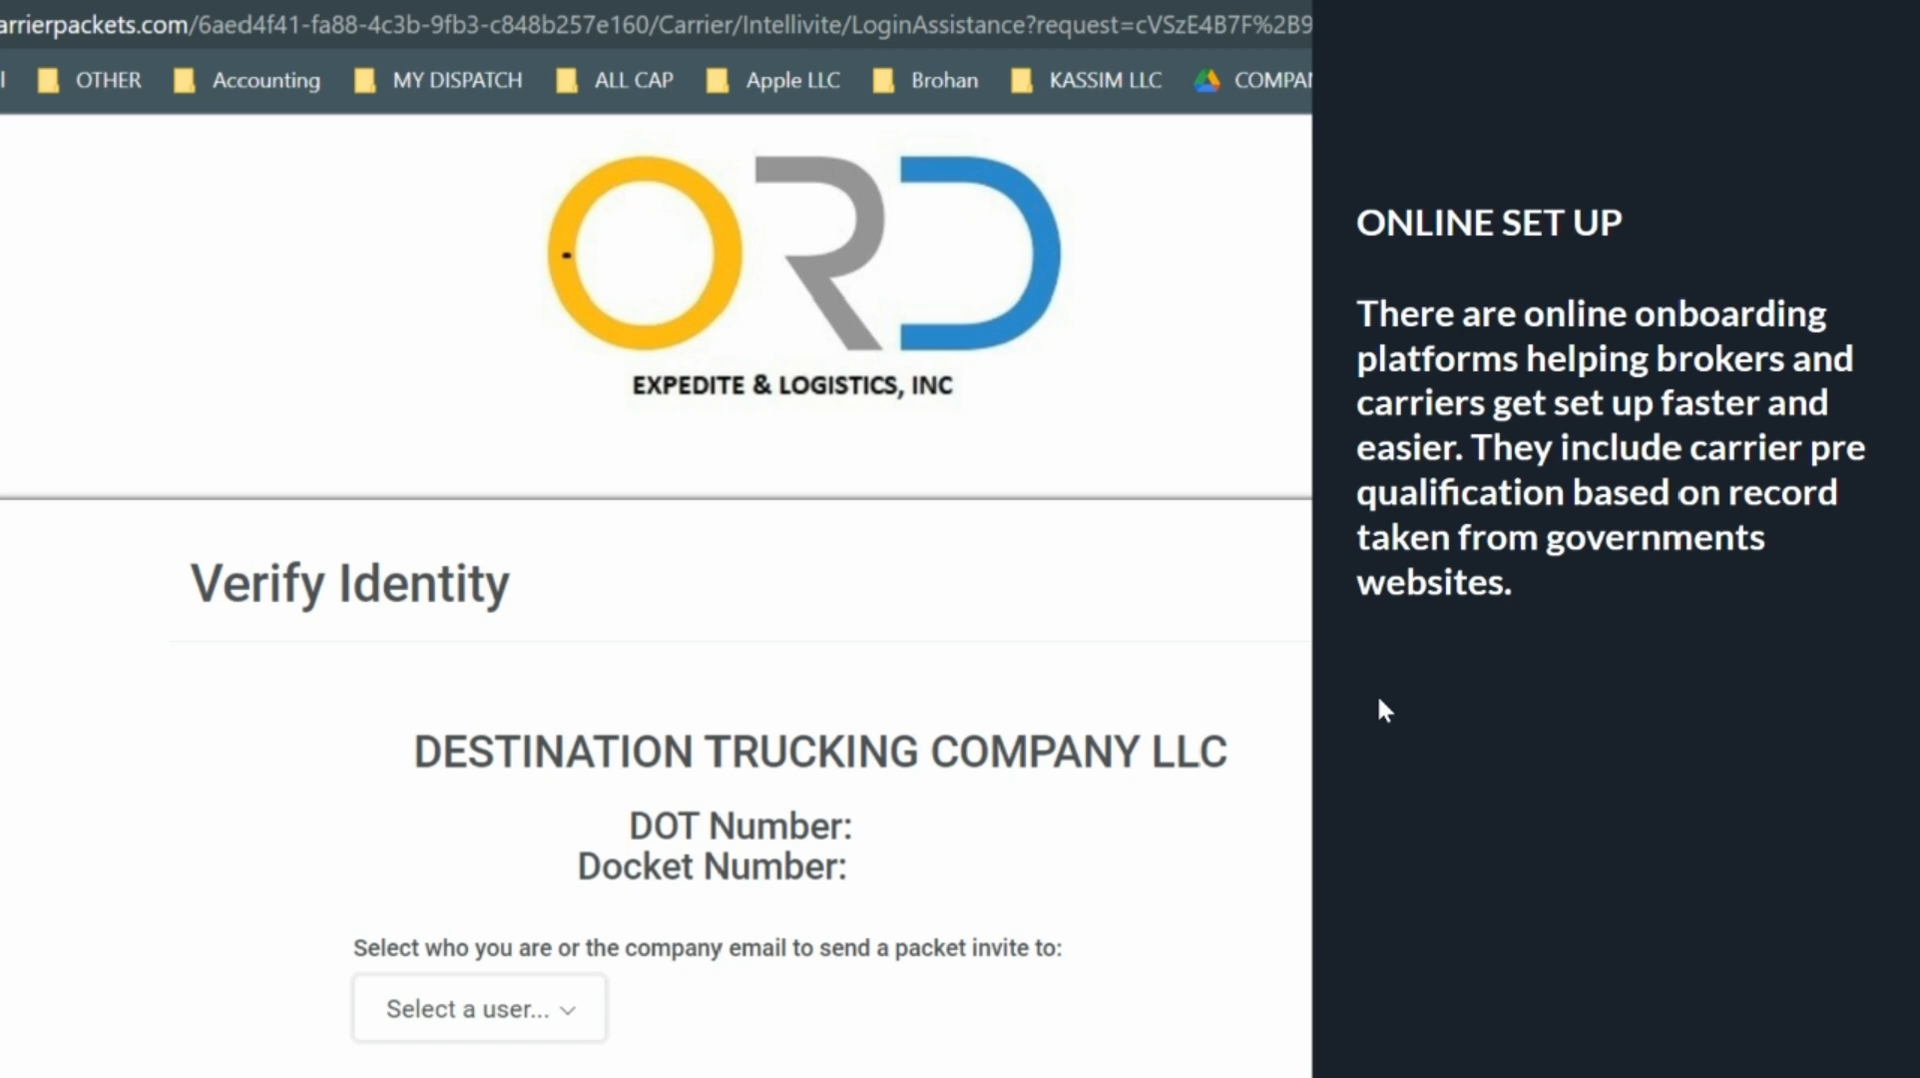 arrierpackets.com/6aed4f41-fa88-4c3b-9fb3-c848b257e160/Carrier/Intellivite/LoginAssistance?request=cVSzE4B7F%2B9
OTHER Accounting MY DISPATCH ALL CAP Apple LLC Brohan KASSIM LLC COMPAN
ORD
EXPEDITE & LOGISTICS, INC
Verify Identity
DESTINATION TRUCKING COMPANY LLC
DOT Number:
Docket Number:
Select who you are or the company email to send a packet invite to:
Select a user...
ONLINE SET UP
There are online onboarding
platforms helping brokers and
carriers get set up faster and
easier. They include carrier pre
qualification based on record
taken from governments
websites.